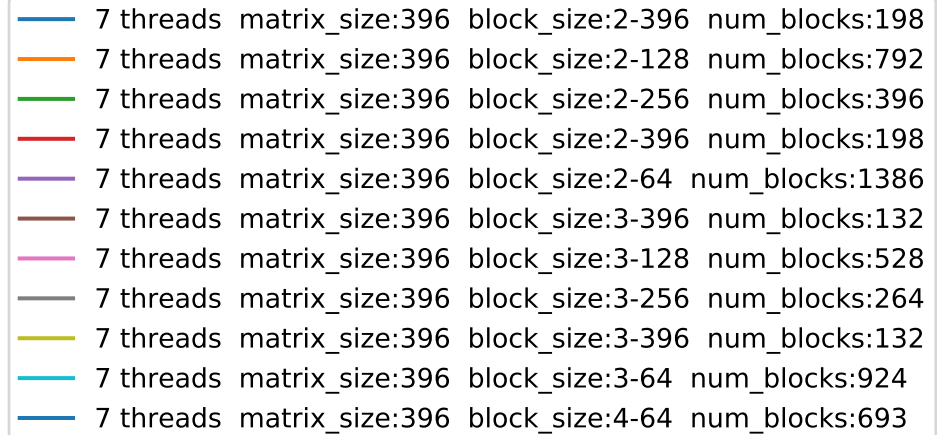 7 threads matrix_size:396 block_size:2-396 num_blocks:198
7 threads matrix_size:396 block_size:2-128 num_blocks:792
7 threads matrix_size:396 block_size:2-256 num_blocks:396
7 threads matrix_size:396 block_size:2-396 num_blocks:198
7 threads matrix_size:396 block_size:2-64 num_blocks:1386
7 threads matrix_size:396 block_size:3-396 num_blocks:132
7 threads matrix_size:396 block_size:3-128 num_blocks:528
7 threads matrix_size:396 block_size:3-256 num_blocks:264
7 threads matrix_size:396 block_size:3-396 num_blocks:132
7 threads matrix_size:396 block_size:3-64 num_blocks:924
7 threads matrix_size:396 block_size:4-64 num_blocks:693